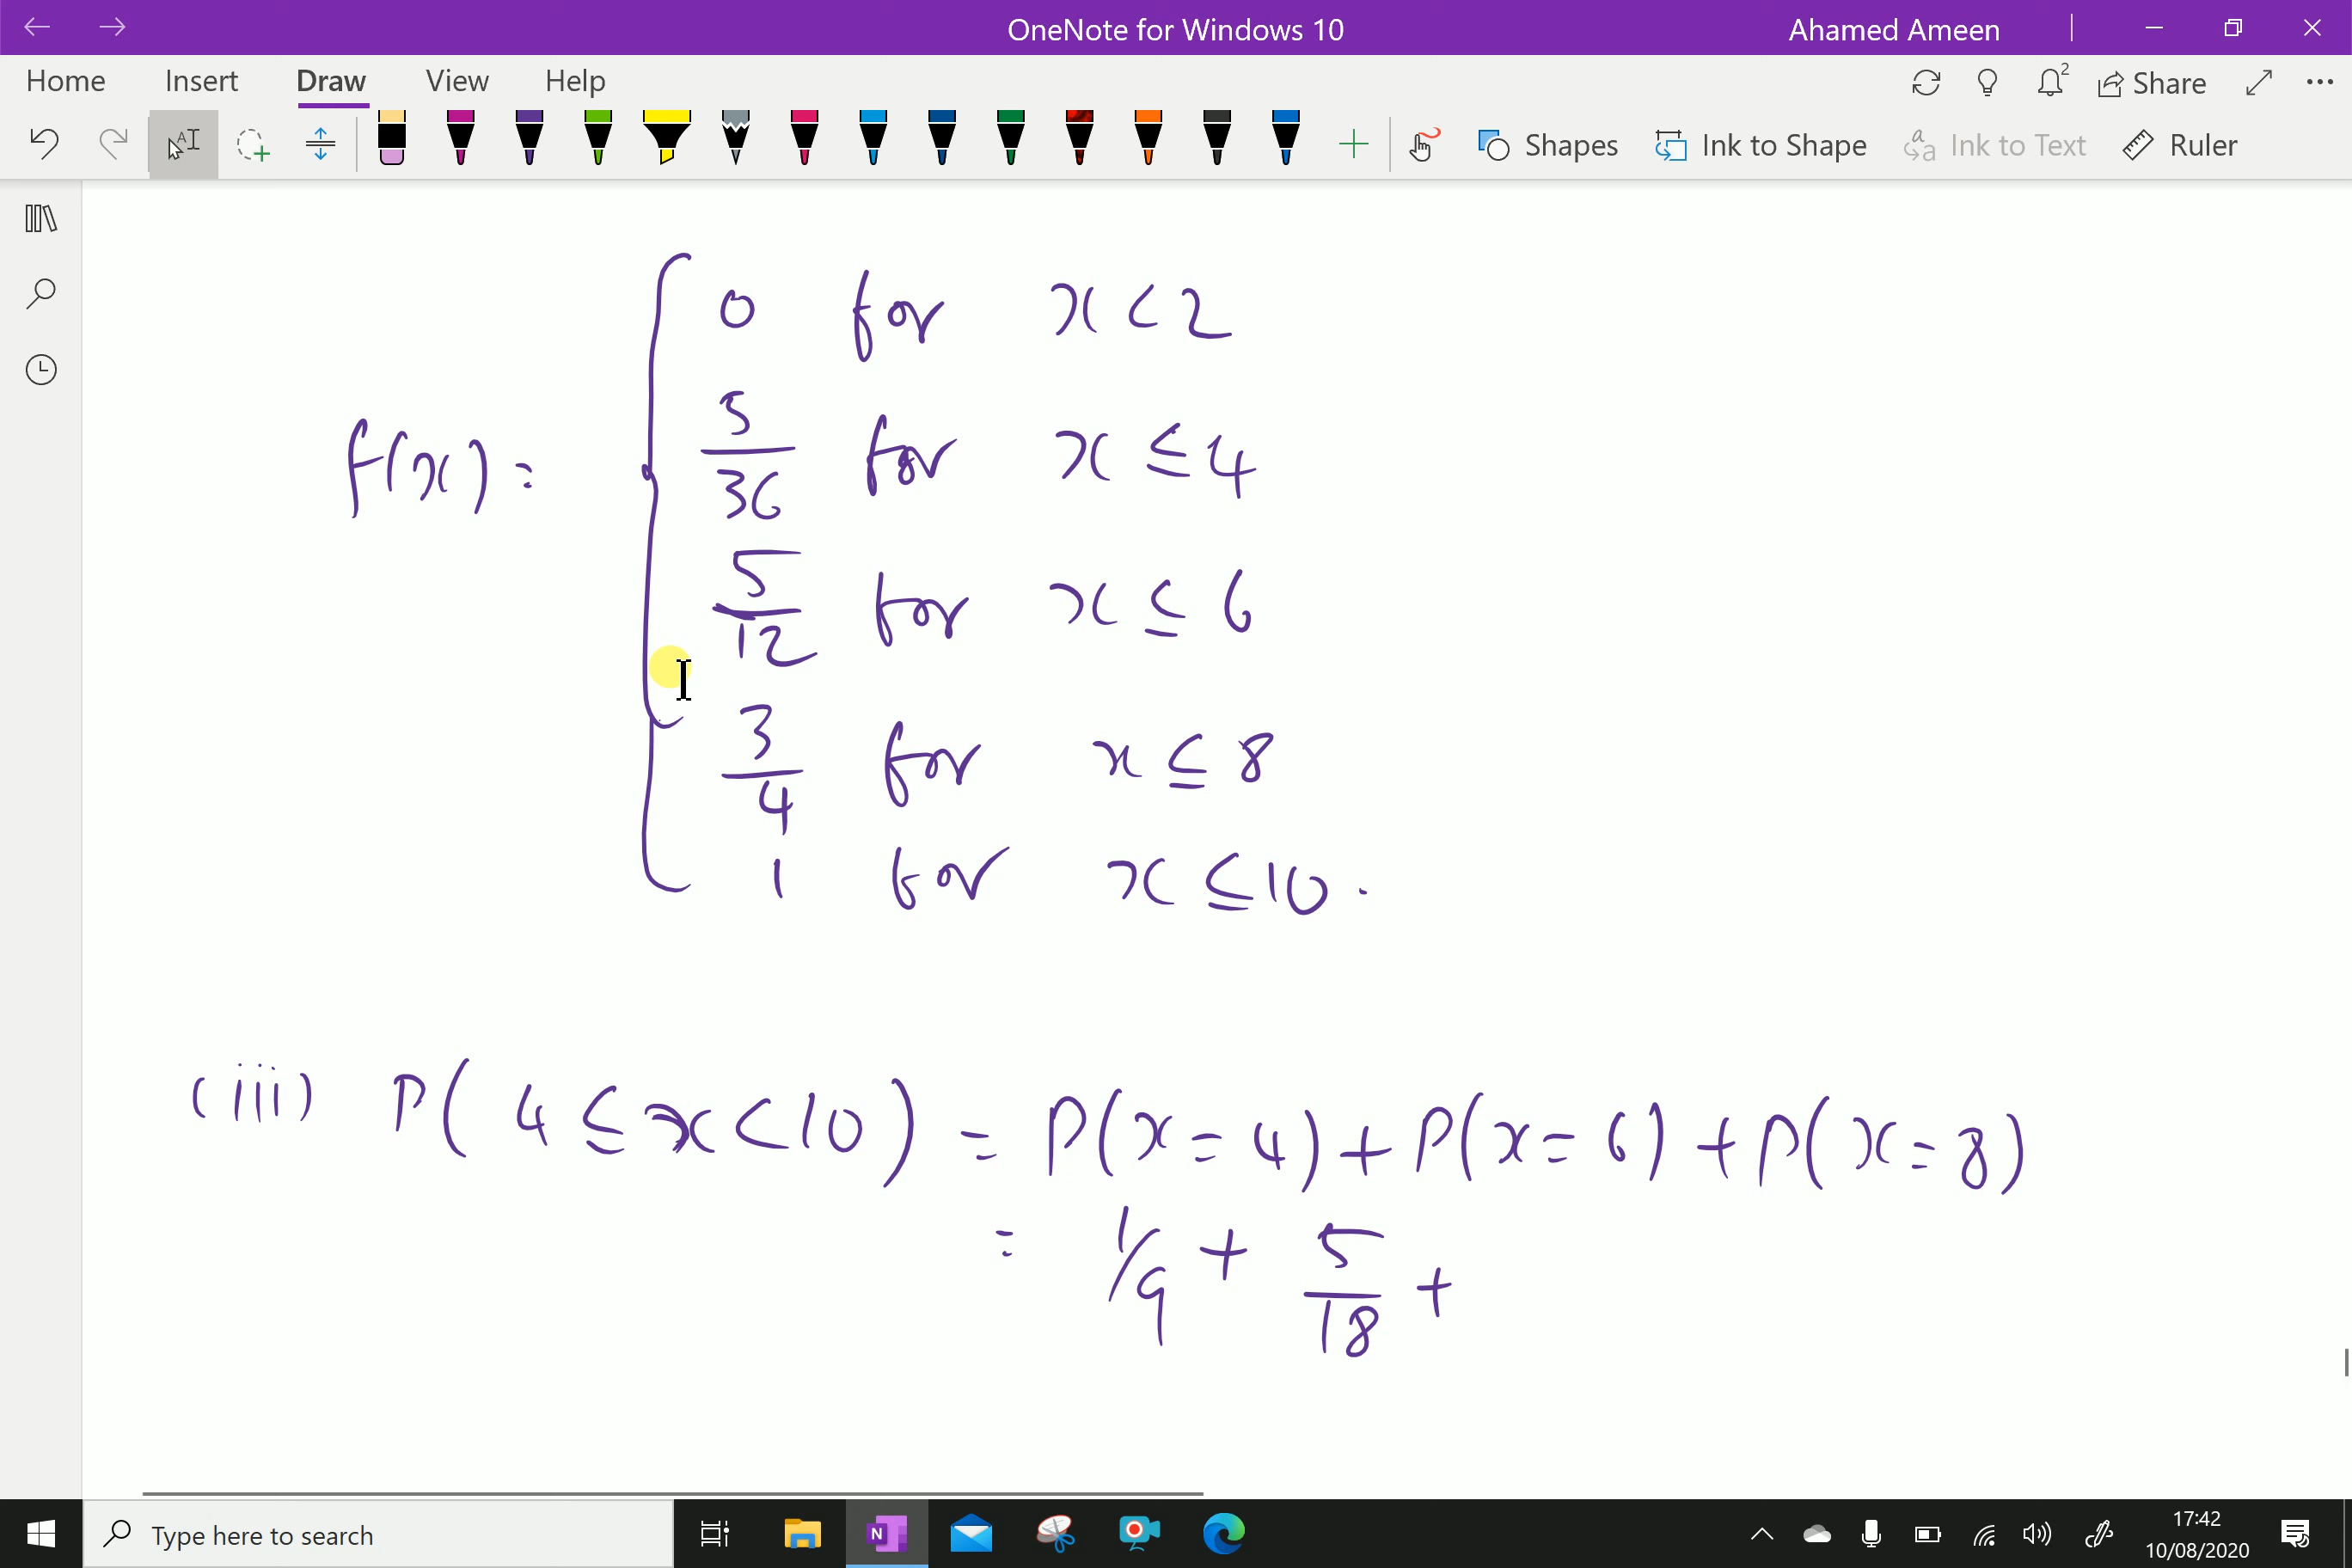 OneNote for Windows 10
Ahamed Ameen
Home Insert Draw View Help
2 Share
Shapes Ink to Shape Ink to Text Ruler
0 for x < 2
5/36 for x ≤ 4
F(x) =
5/12 for x ≤ 6
3/4 for x ≤ 8
1 for x ≤ 10.
(iii) P(4 ≤ x < 10) = P(x = 4) + P(x = 6) + P(x = 8)
= 1/9 + 5/18 +
Type here to search
17:42
10/08/2020